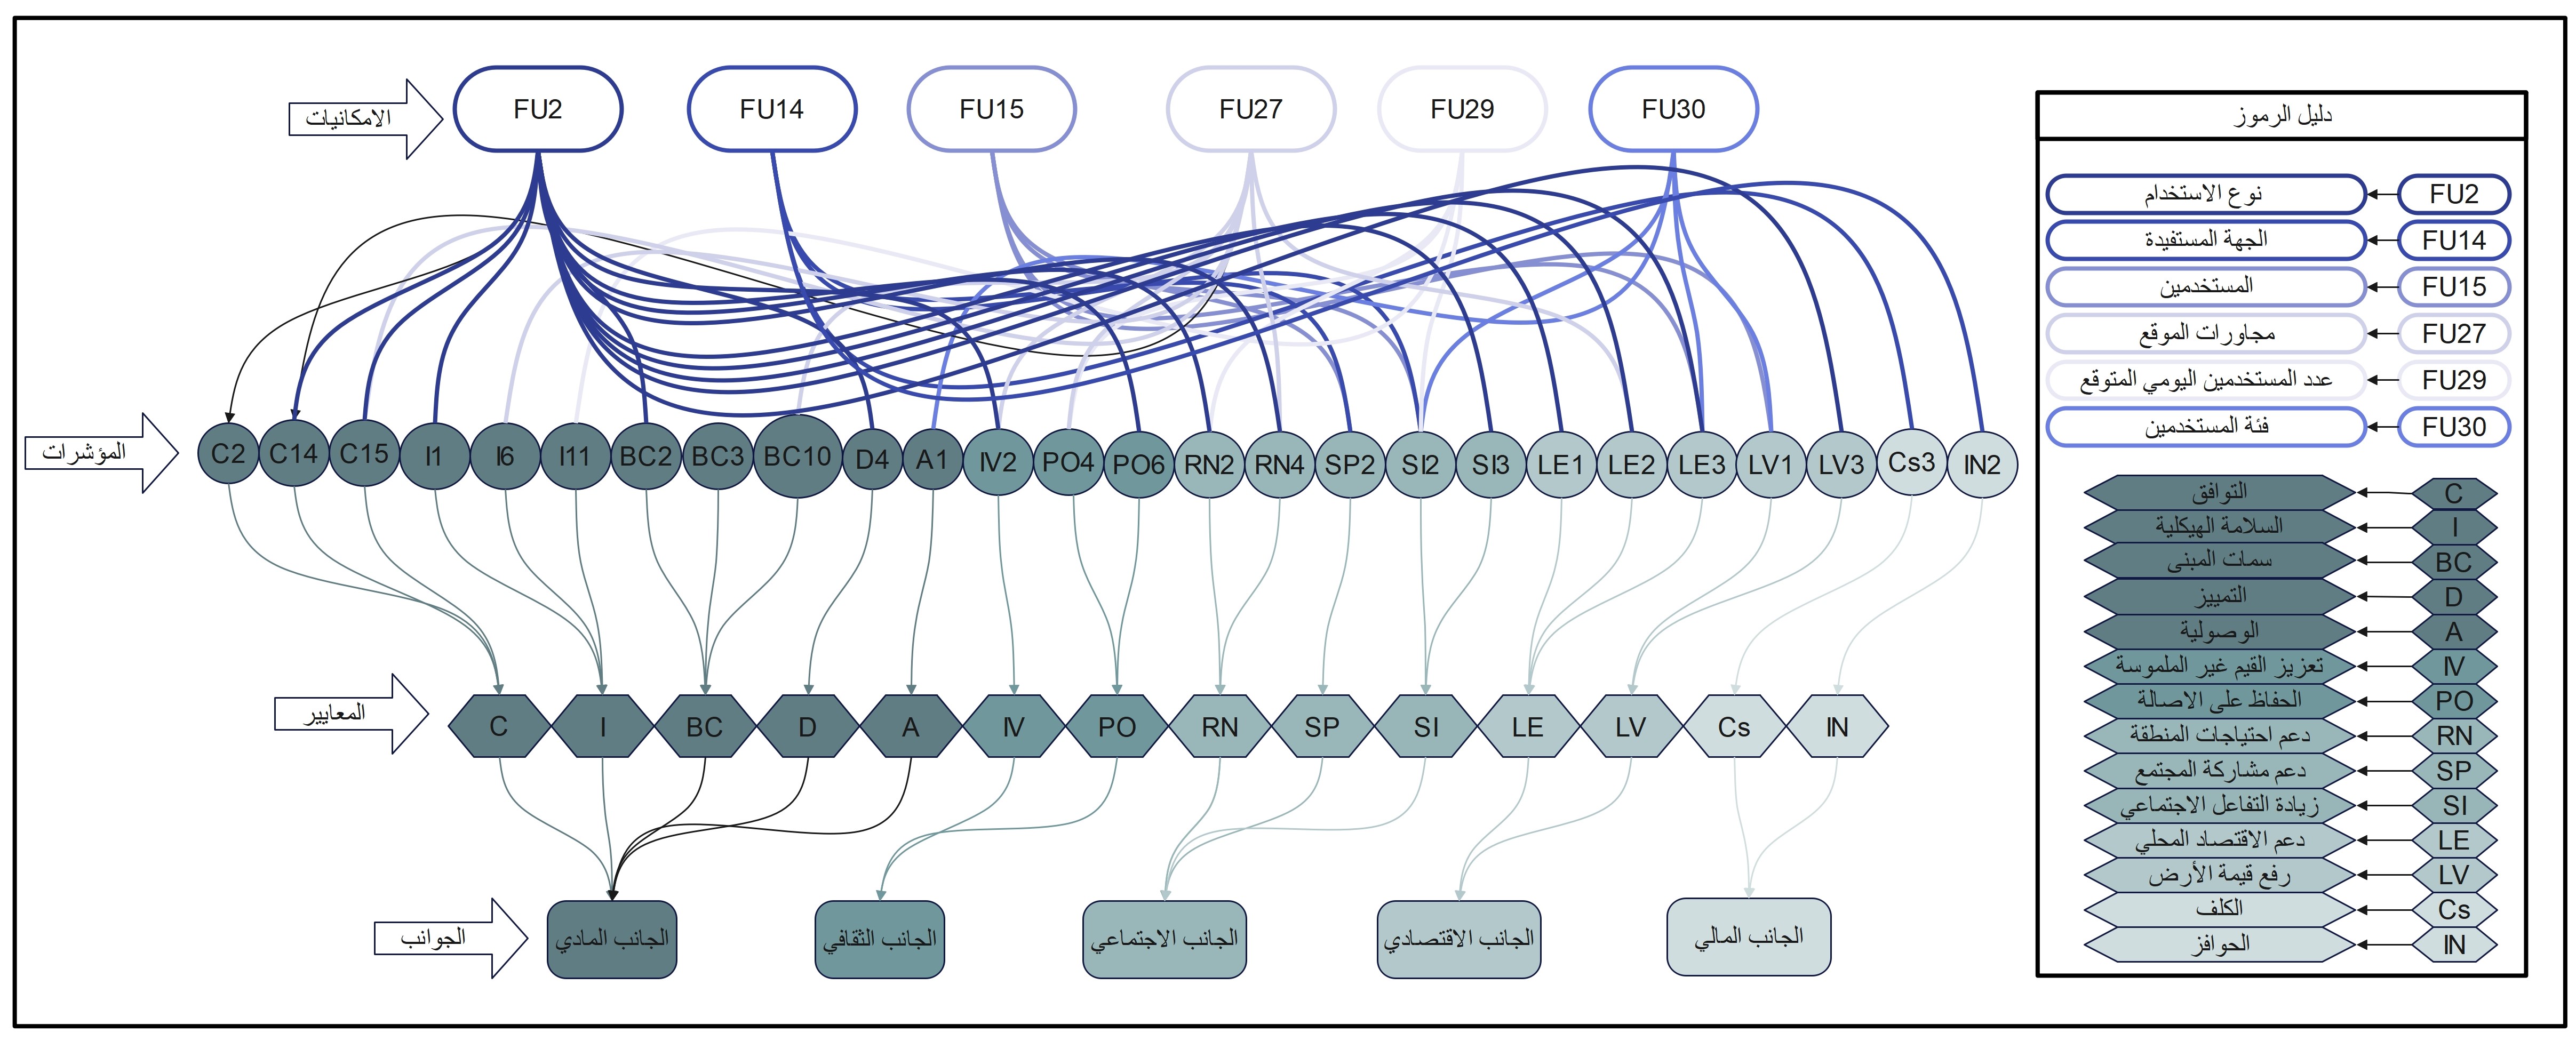 الامكانيات
FU2
FU14
FU15
FU27
FU29
FU30
المؤشرات
C2
C14
C15
I1
I6
I11
BC2
BC3
BC10
D4
A1
IV2
PO4
PO6
RN2
RN4
SP2
SI2
SI3
LE1
LE2
LE3
LV1
LV3
Cs3
IN2
المعايير
C
I
BC
D
A
IV
PO
RN
SP
SI
LE
LV
Cs
IN
الجوانب
الجانب المادي
الجانب الثقافي
الجانب الاجتماعي
الجانب الاقتصادي
الجانب المالي
دليل الرموز
FU2 نوع الاستخدام
FU14 الجهة المستفيدة
FU15 المستخدمين
FU27 مجاورات الموقع
FU29 عدد المستخدمين اليومي المتوقع
FU30 فئة المستخدمين
C التوافق
I السلامة الهيكلية
BC سمات المبنى
D التمييز
A الوصولية
IV تعزيز القيم غير الملموسة
PO الحفاظ على الاصالة
RN دعم احتياجات المنطقة
SP دعم مشاركة المجتمع
SI زيادة التفاعل الاجتماعي
LE دعم الاقتصاد المحلي
LV رفع قيمة الأرض
Cs الكلف
IN الحوافز